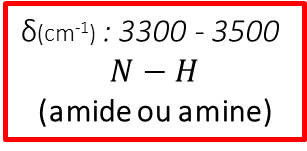 δ(cm⁻¹) : 3300 - 3500
N − H
(amide ou amine)